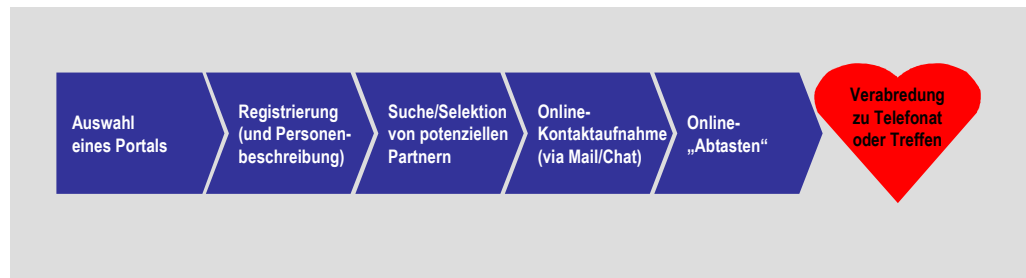 Auswahl
eines Portals
Registrierung
(und Personen-
beschreibung)
Suche/Selektion
von potenziellen
Partnern
Online-
Kontaktaufnahme
(via Mail/Chat)
Online-
„Abtasten“
Verabredung
zu Telefonat
oder Treffen